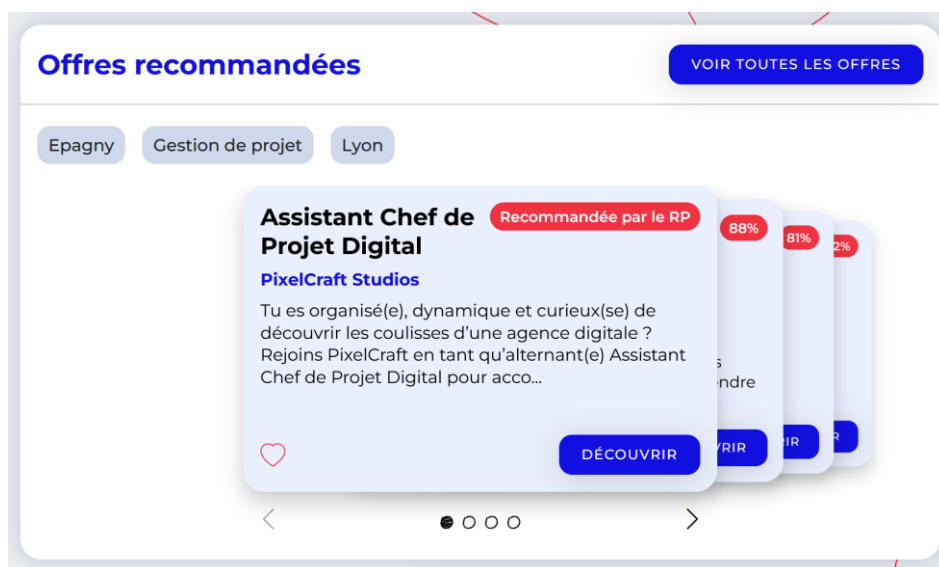 Offres recommandées
VOIR TOUTES LES OFFRES
Epagny
Gestion de projet
Lyon
Assistant Chef de
Projet Digital
Recommandée par le RP
PixelCraft Studios
Tu es organisé(e), dynamique et curieux(se) de
découvrir les coulisses d’une agence digitale ?
Rejoins PixelCraft en tant qu’alternant(e) Assistant
Chef de Projet Digital pour acco...
DÉCOUVRIR
88%
81%